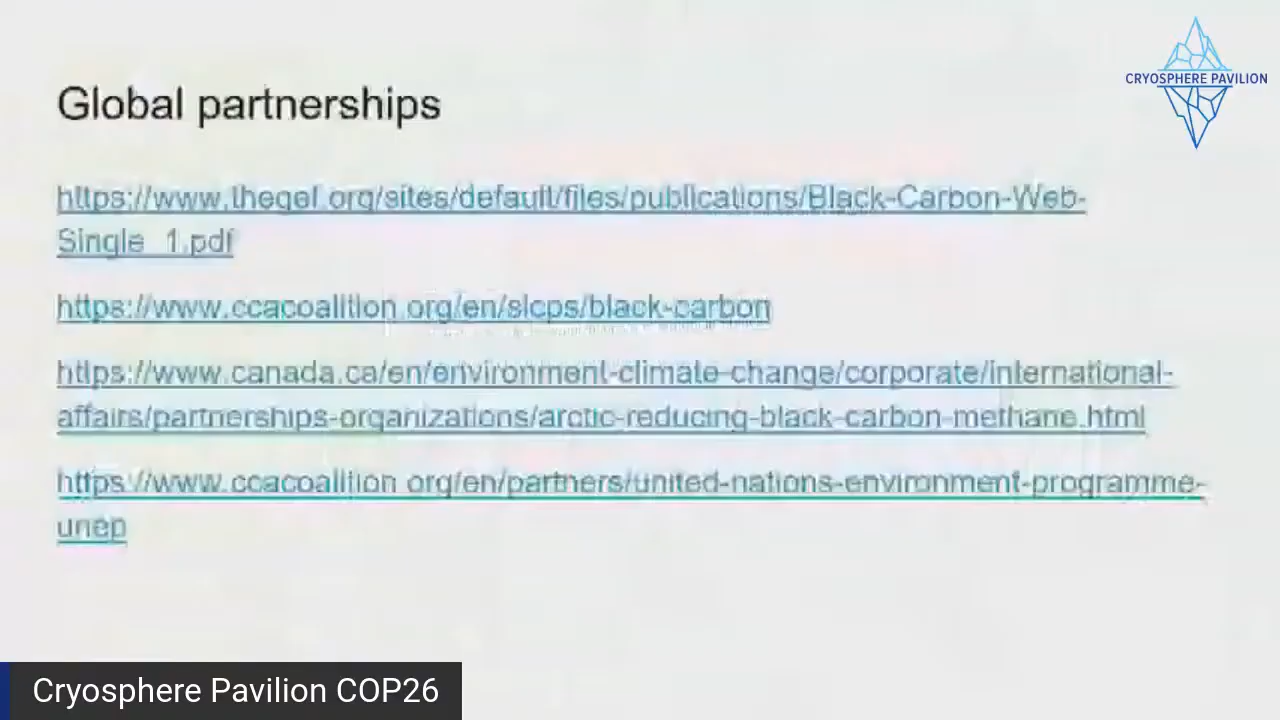 CRYOSPHERE PAVILION
Global partnerships
https://www.thegef.org/sites/default/files/publications/Black-Carbon-Web-
Single_1.pdf
https://www.ccacoalition.org/en/slcps/black-carbon
https://www.canada.ca/en/environment-climate-change/corporate/international-
affairs/partnerships-organizations/arctic-reducing-black-carbon-methane.html
https://www.ccacoalition.org/en/partners/united-nations-environment-programme-
unep
Cryosphere Pavilion COP26